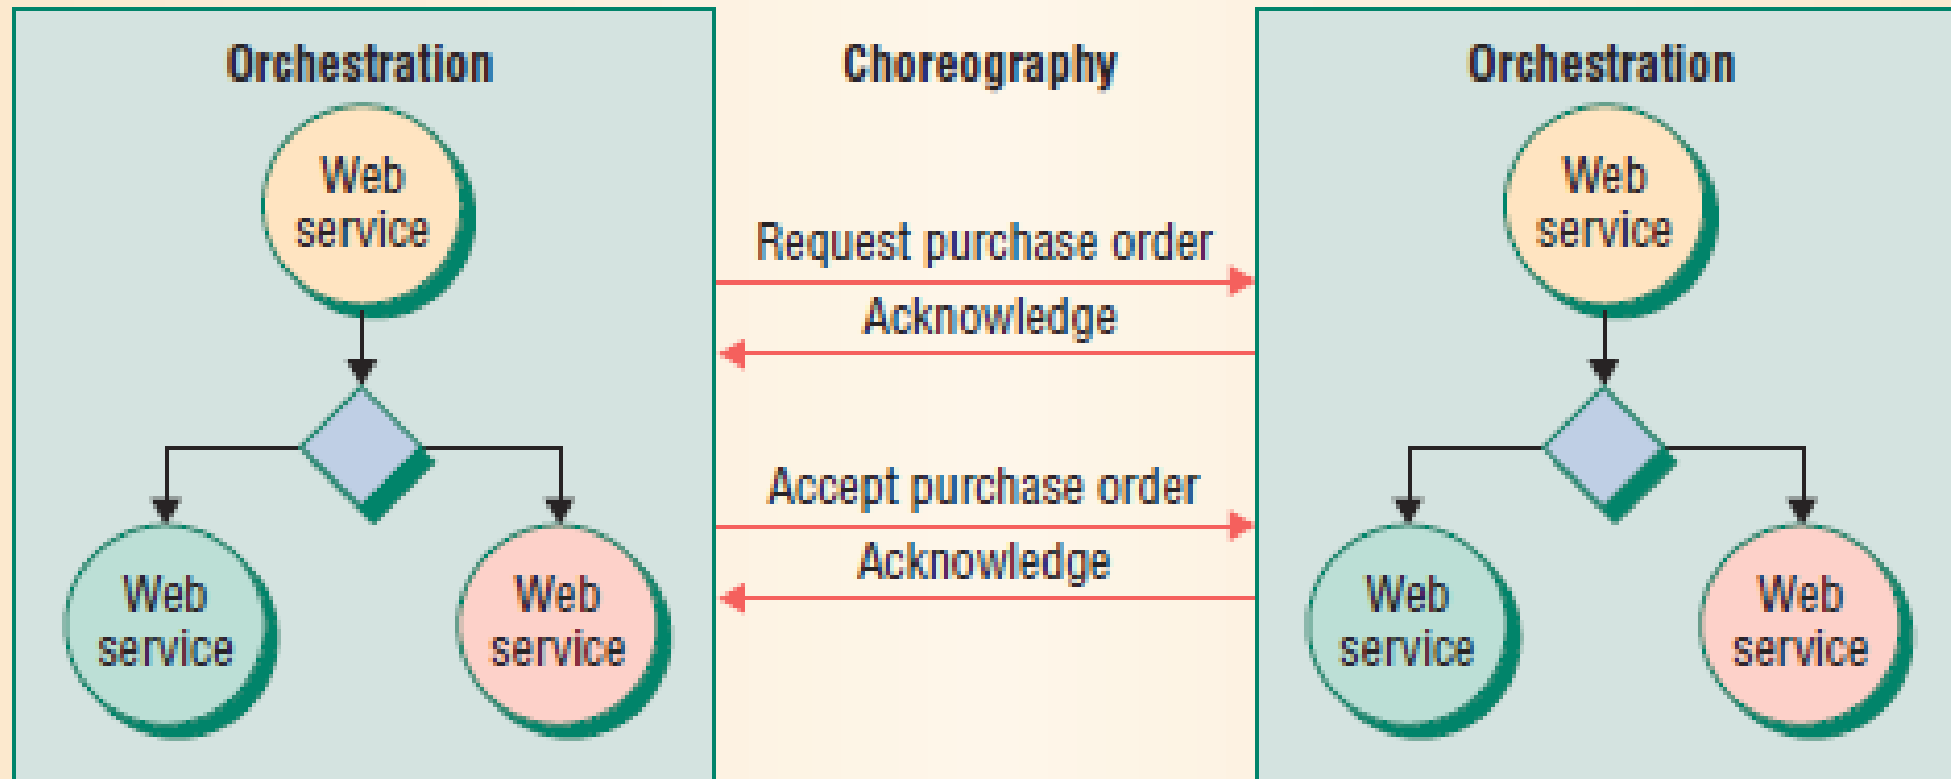 Orchestration
Web
service
Web
service
Web
service
Choreography
Request purchase order
Acknowledge
Accept purchase order
Acknowledge
Orchestration
Web
service
Web
service
Web
service